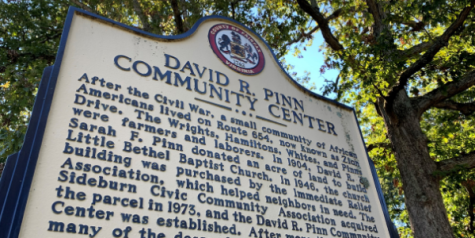 DAVID R. PINN
COMMUNITY CENTER
After the Civil War, a small community of African
Americans lived on Route 654, now known as Zion
Drive. The Wrights, Hamiltons, Whites, and Pinns
were farmers and laborers. In 1904, David and
Sarah F. Pinn donated an acre of land to build
Little Bethel Baptist Church. In 1946, the church
building was purchased by the Immediate Relief
Association, which helped neighbors in need. The
Sideburn Civic Community Association acquired
the parcel in 1973, and the David R. Pinn Community
Center was established. After
many of the